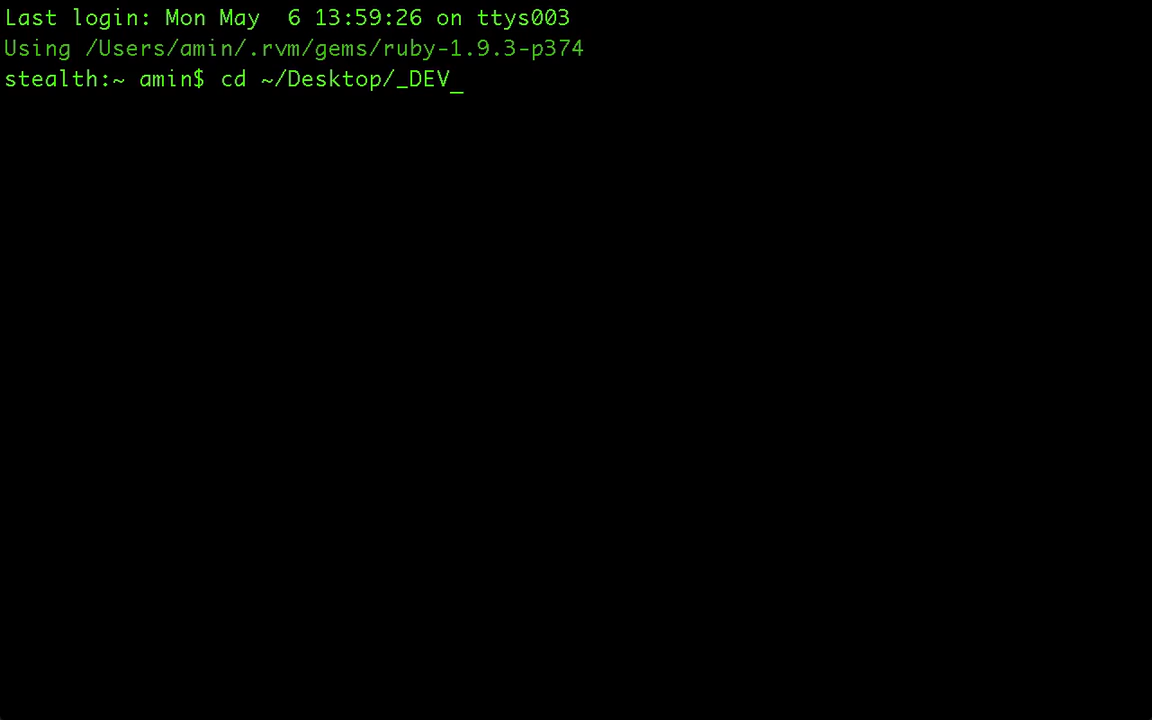 Last login: Mon May  6 13:59:26 on ttys003
Using /Users/amin/.rvm/gems/ruby-1.9.3-p374
stealth:~ amin$ cd ~/Desktop/_DEV_